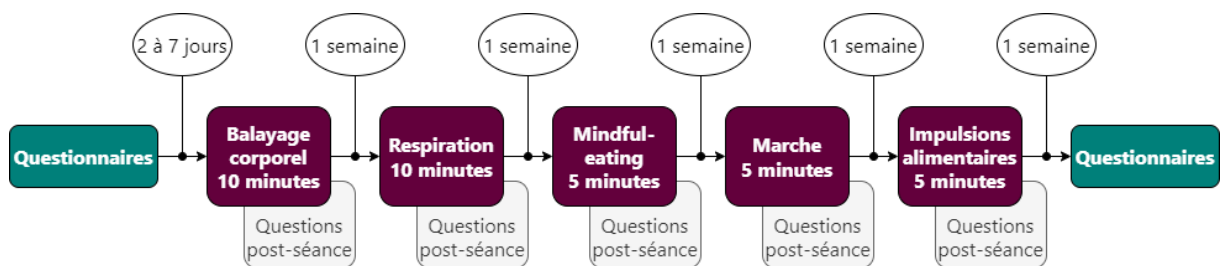 2 à 7 jours
1 semaine
1 semaine
1 semaine
1 semaine
1 semaine
Questionnaires
Balayage
corporel
10 minutes
Respiration
10 minutes
Mindful-
eating
5 minutes
Marche
5 minutes
Impulsions
alimentaires
5 minutes
Questionnaires
Questions
post-séance
Questions
post-séance
Questions
post-séance
Questions
post-séance
Questions
post-séance